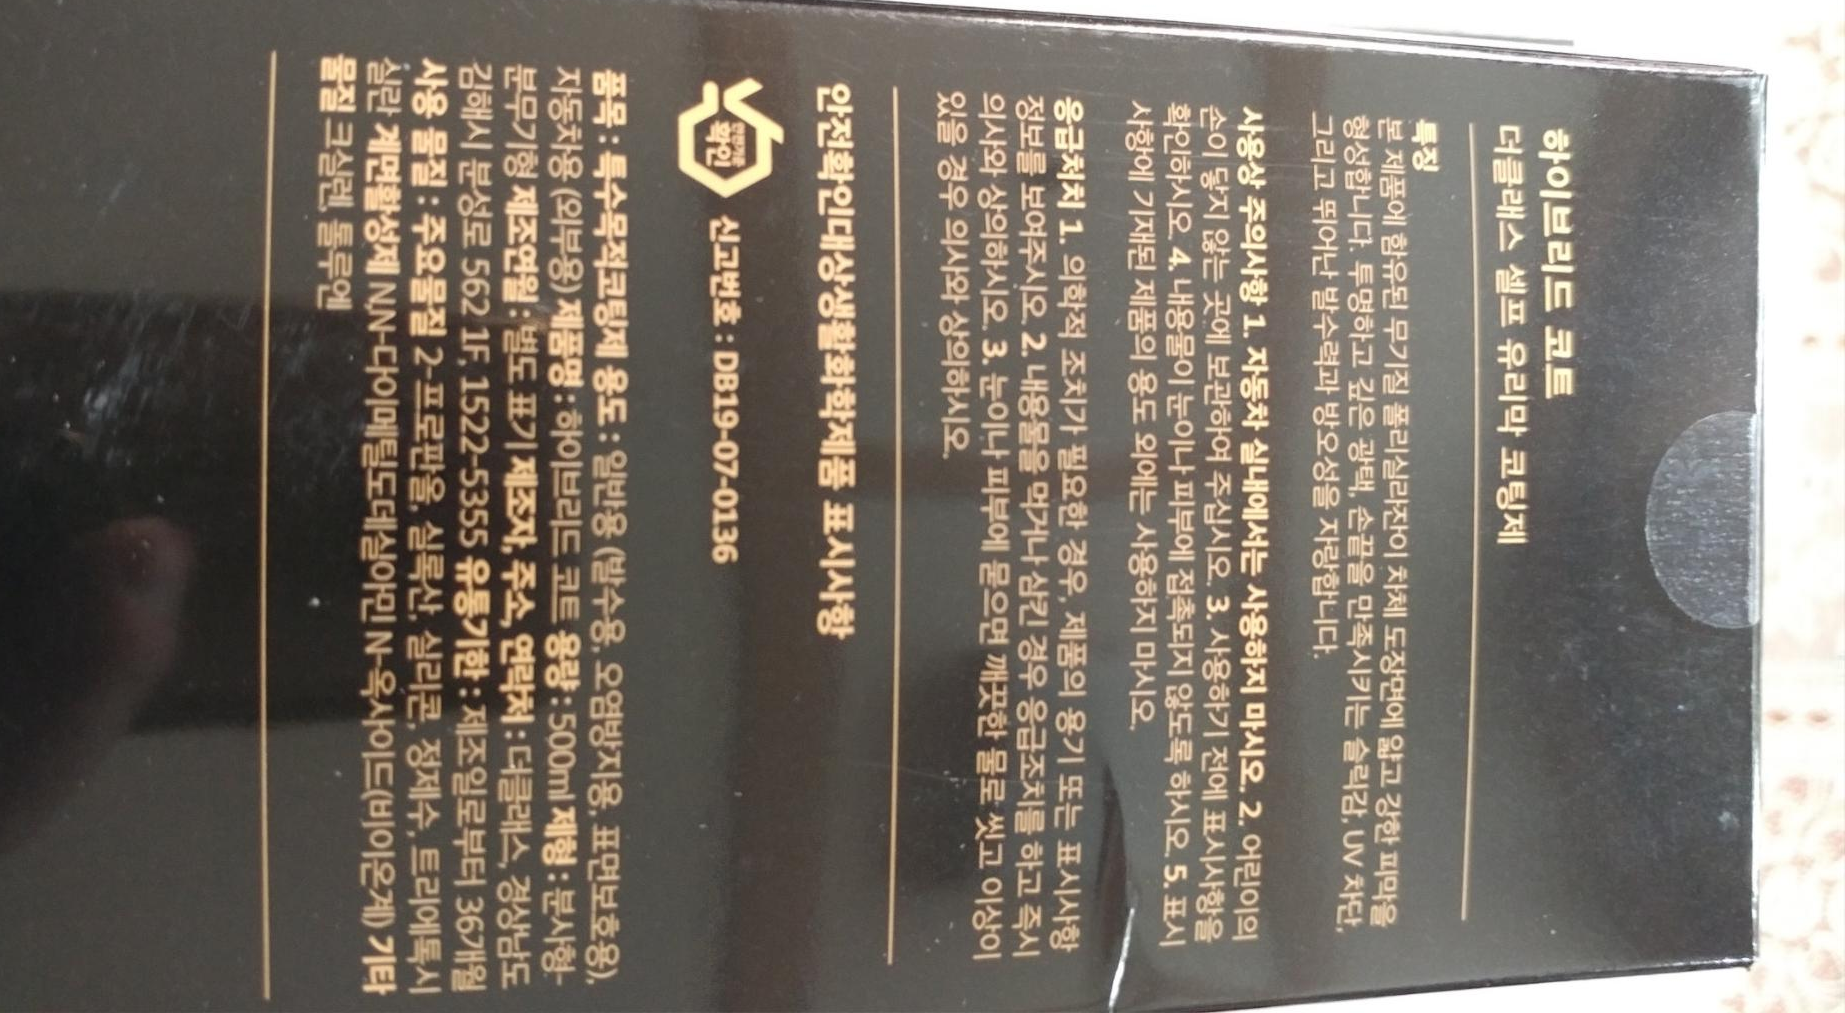 하이브리드 코트
더클래스 셀프 유리막 코팅제
특징
본 제품에 함유된 무기질 폴리실라잔이 차체 도장면에 얇고 강한 피막을
형성합니다. 투명하고 깊은 광택, 손끝을 만족시키는 슬릭감, UV 차단,
그리고 뛰어난 발수력과 방오성을 자랑합니다.
사용상 주의사항 1. 자동차 실내에서는 사용하지 마시오. 2. 어린이의
손이 닿지 않는 곳에 보관하여 주십시오. 3. 사용하기 전에 표시사항을
확인하시오. 4. 내용물이 눈이나 피부에 접촉되지 않도록 하시오. 5. 표시
사항에 기재된 제품의 용도 외에는 사용하지 마시오.
응급처치 1. 의학적 조치가 필요한 경우, 제품의 용기 또는 표시사항
정보를 보여주시오. 2. 내용물을 먹거나 삼킨 경우 응급조치를 하고 즉시
의사와 상의하시오. 3. 눈이나 피부에 묻으면 깨끗한 물로 씻고 이상이
있을 경우 의사와 상의하시오.
안전확인대상생활화학제품 표시사항
안전기준
확인
신고번호 : DB19-07-0136
품목 : 특수목적코팅제 용도 : 일반용 (발수용, 오염방지용, 표면보호용),
자동차용 (외부용) 제품명 : 하이브리드 코트 용량 : 500ml 제형 : 분사형-
분무기형 제조연월 : 별도 표기 제조자, 주소, 연락처 : 더클래스, 경상남도
김해시 분성로 562 1F, 1522-5355 유통기한 : 제조일로부터 36개월
사용 물질 : 주요물질 2-프로판올, 실록산, 실리콘, 정제수, 트리에톡시
실란 계면활성제 N,N-다이메틸도데실아민 N-옥사이드(비이온계) 기타
물질 크실렌, 톨루엔